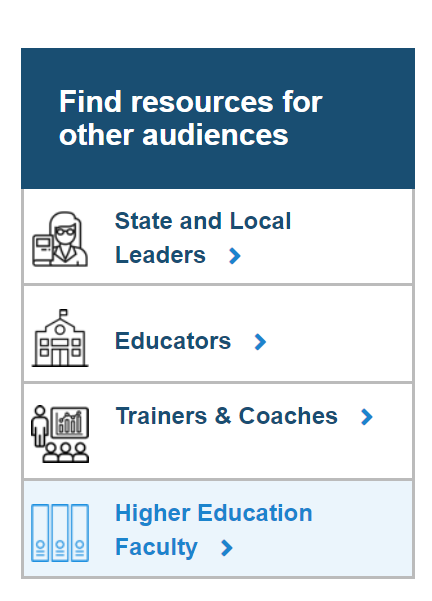 Find resources for
other audiences
State and Local
Leaders
Educators
Trainers & Coaches
Higher Education
Faculty